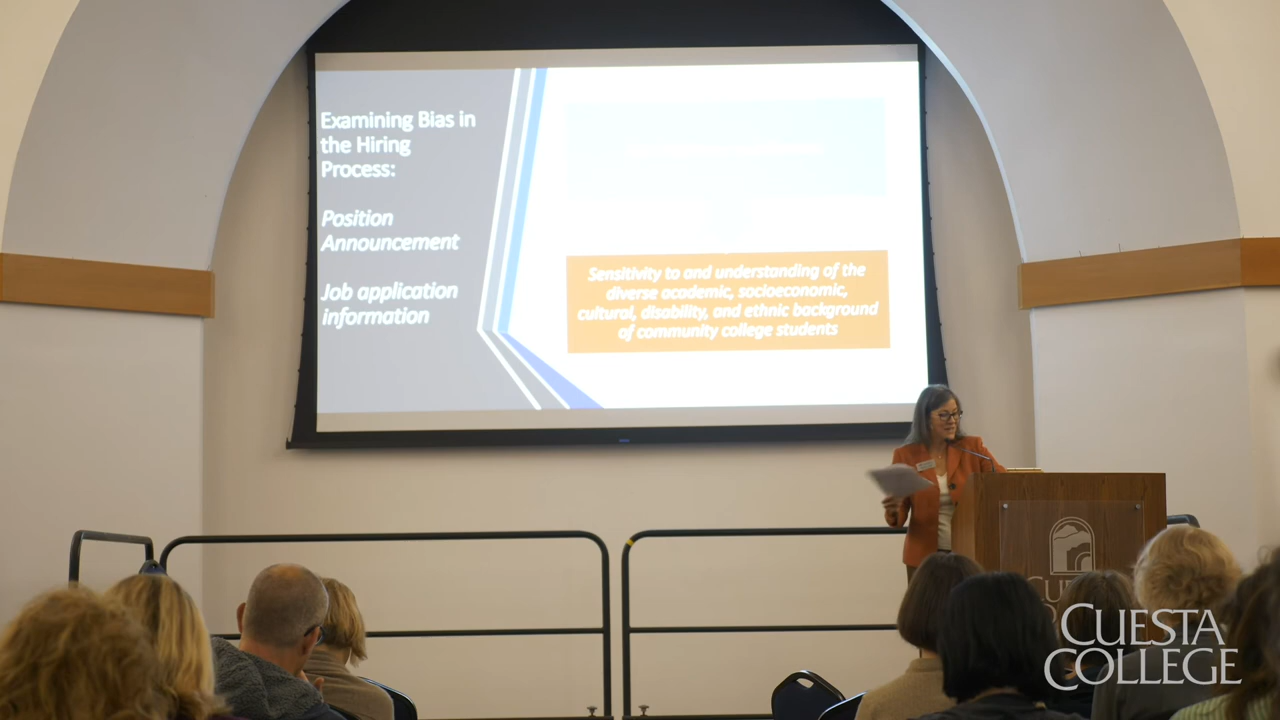 Examining Bias in
the Hiring
Process:
Position
Announcement
Job application
information
Sensitivity to and understanding of the
diverse academic, socioeconomic,
cultural, disability, and ethnic background
of community college students
CUESTA
COLLEGE